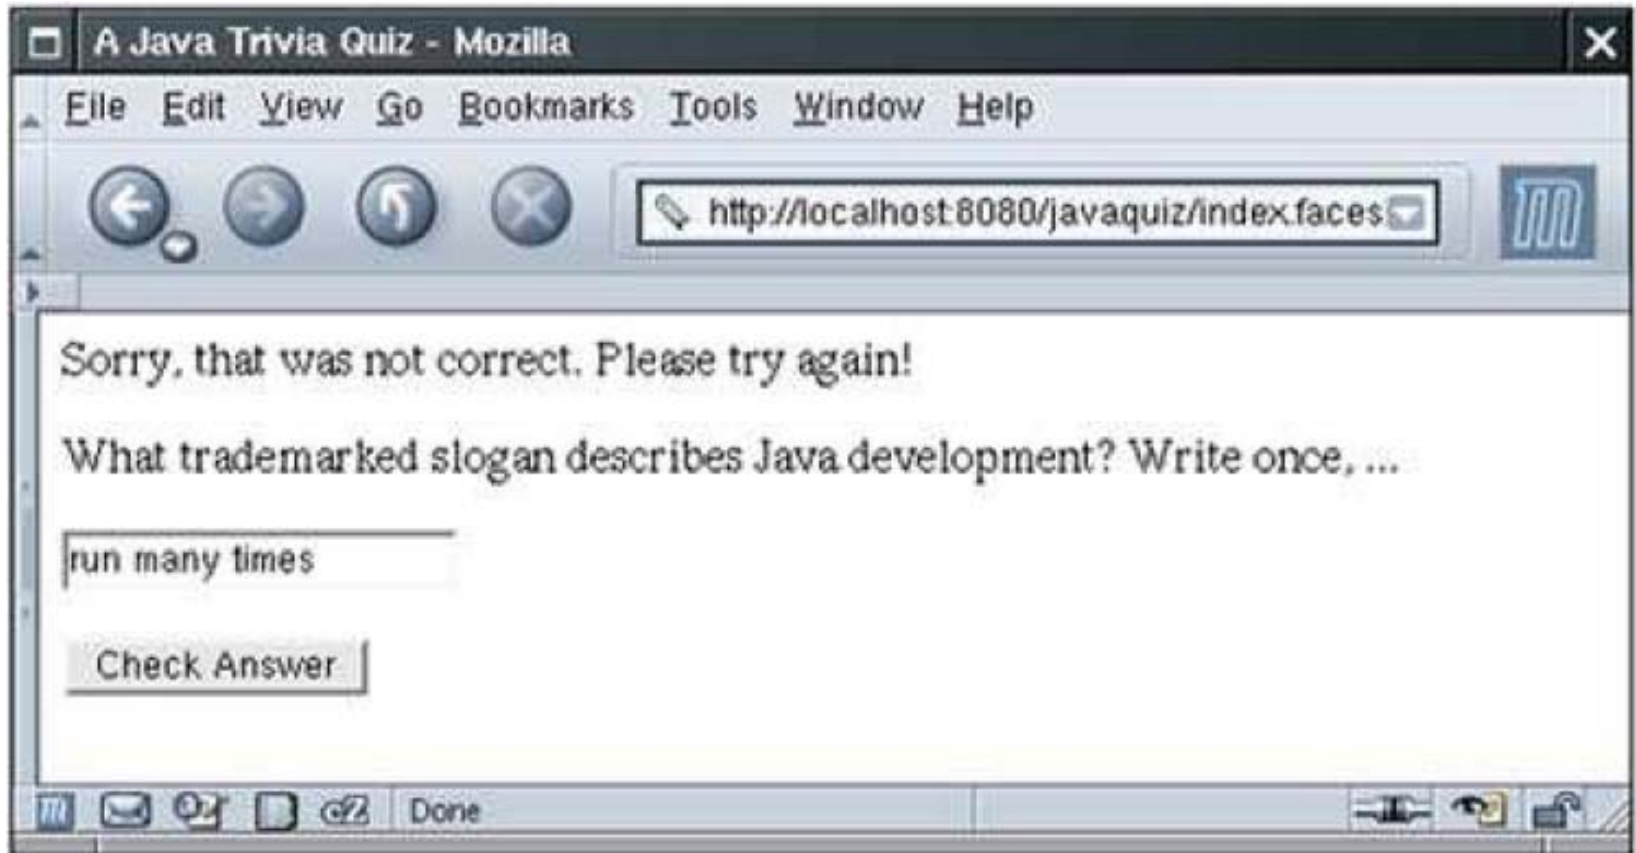 A Java Trivia Quiz - Mozilla
File Edit View Go Bookmarks Tools Window Help
http://localhost:8080/javaquiz/index.faces
Sorry, that was not correct. Please try again!
What trademarked slogan describes Java development? Write once, ...
run many times
Check Answer
Done